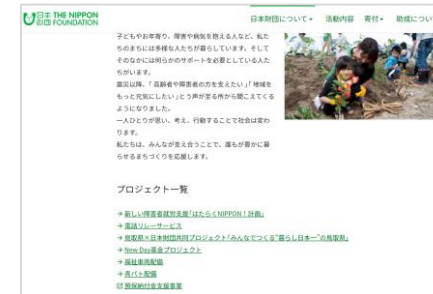 日本 THE NIPPON
財団 FOUNDATION
日本財団について▾ 活動内容 寄付▾ 助成につい
子どもやお年寄り、障害や病気を抱える人など、私た
ちのまちには多様な人たちが暮らしています。そして
そのなかには何らかのサポートを必要としている人た
ちがいます。
震災以降、「高齢者や障害者の方を支えたい」「地域を
もっと元気にしたい」と声が至る所から聞こえてくる
ようになりました。
一人ひとりが思い、考え、行動することで社会は変わ
ります。
私たちは、みんなが支え合うことで、誰もが豊かに暮
らせるまちづくりを応援します。
プロジェクト一覧
→ 新しい障害者就労支援「はたらくNIPPON！計画」
→ 電話リレーサービス
→ 鳥取県×日本財団共同プロジェクト「みんなでつくる“暮らし日本一”の鳥取県」
→ New Day基金プロジェクト
→ 福祉車両配備
→ 青パト配備
医保納付金支援事業